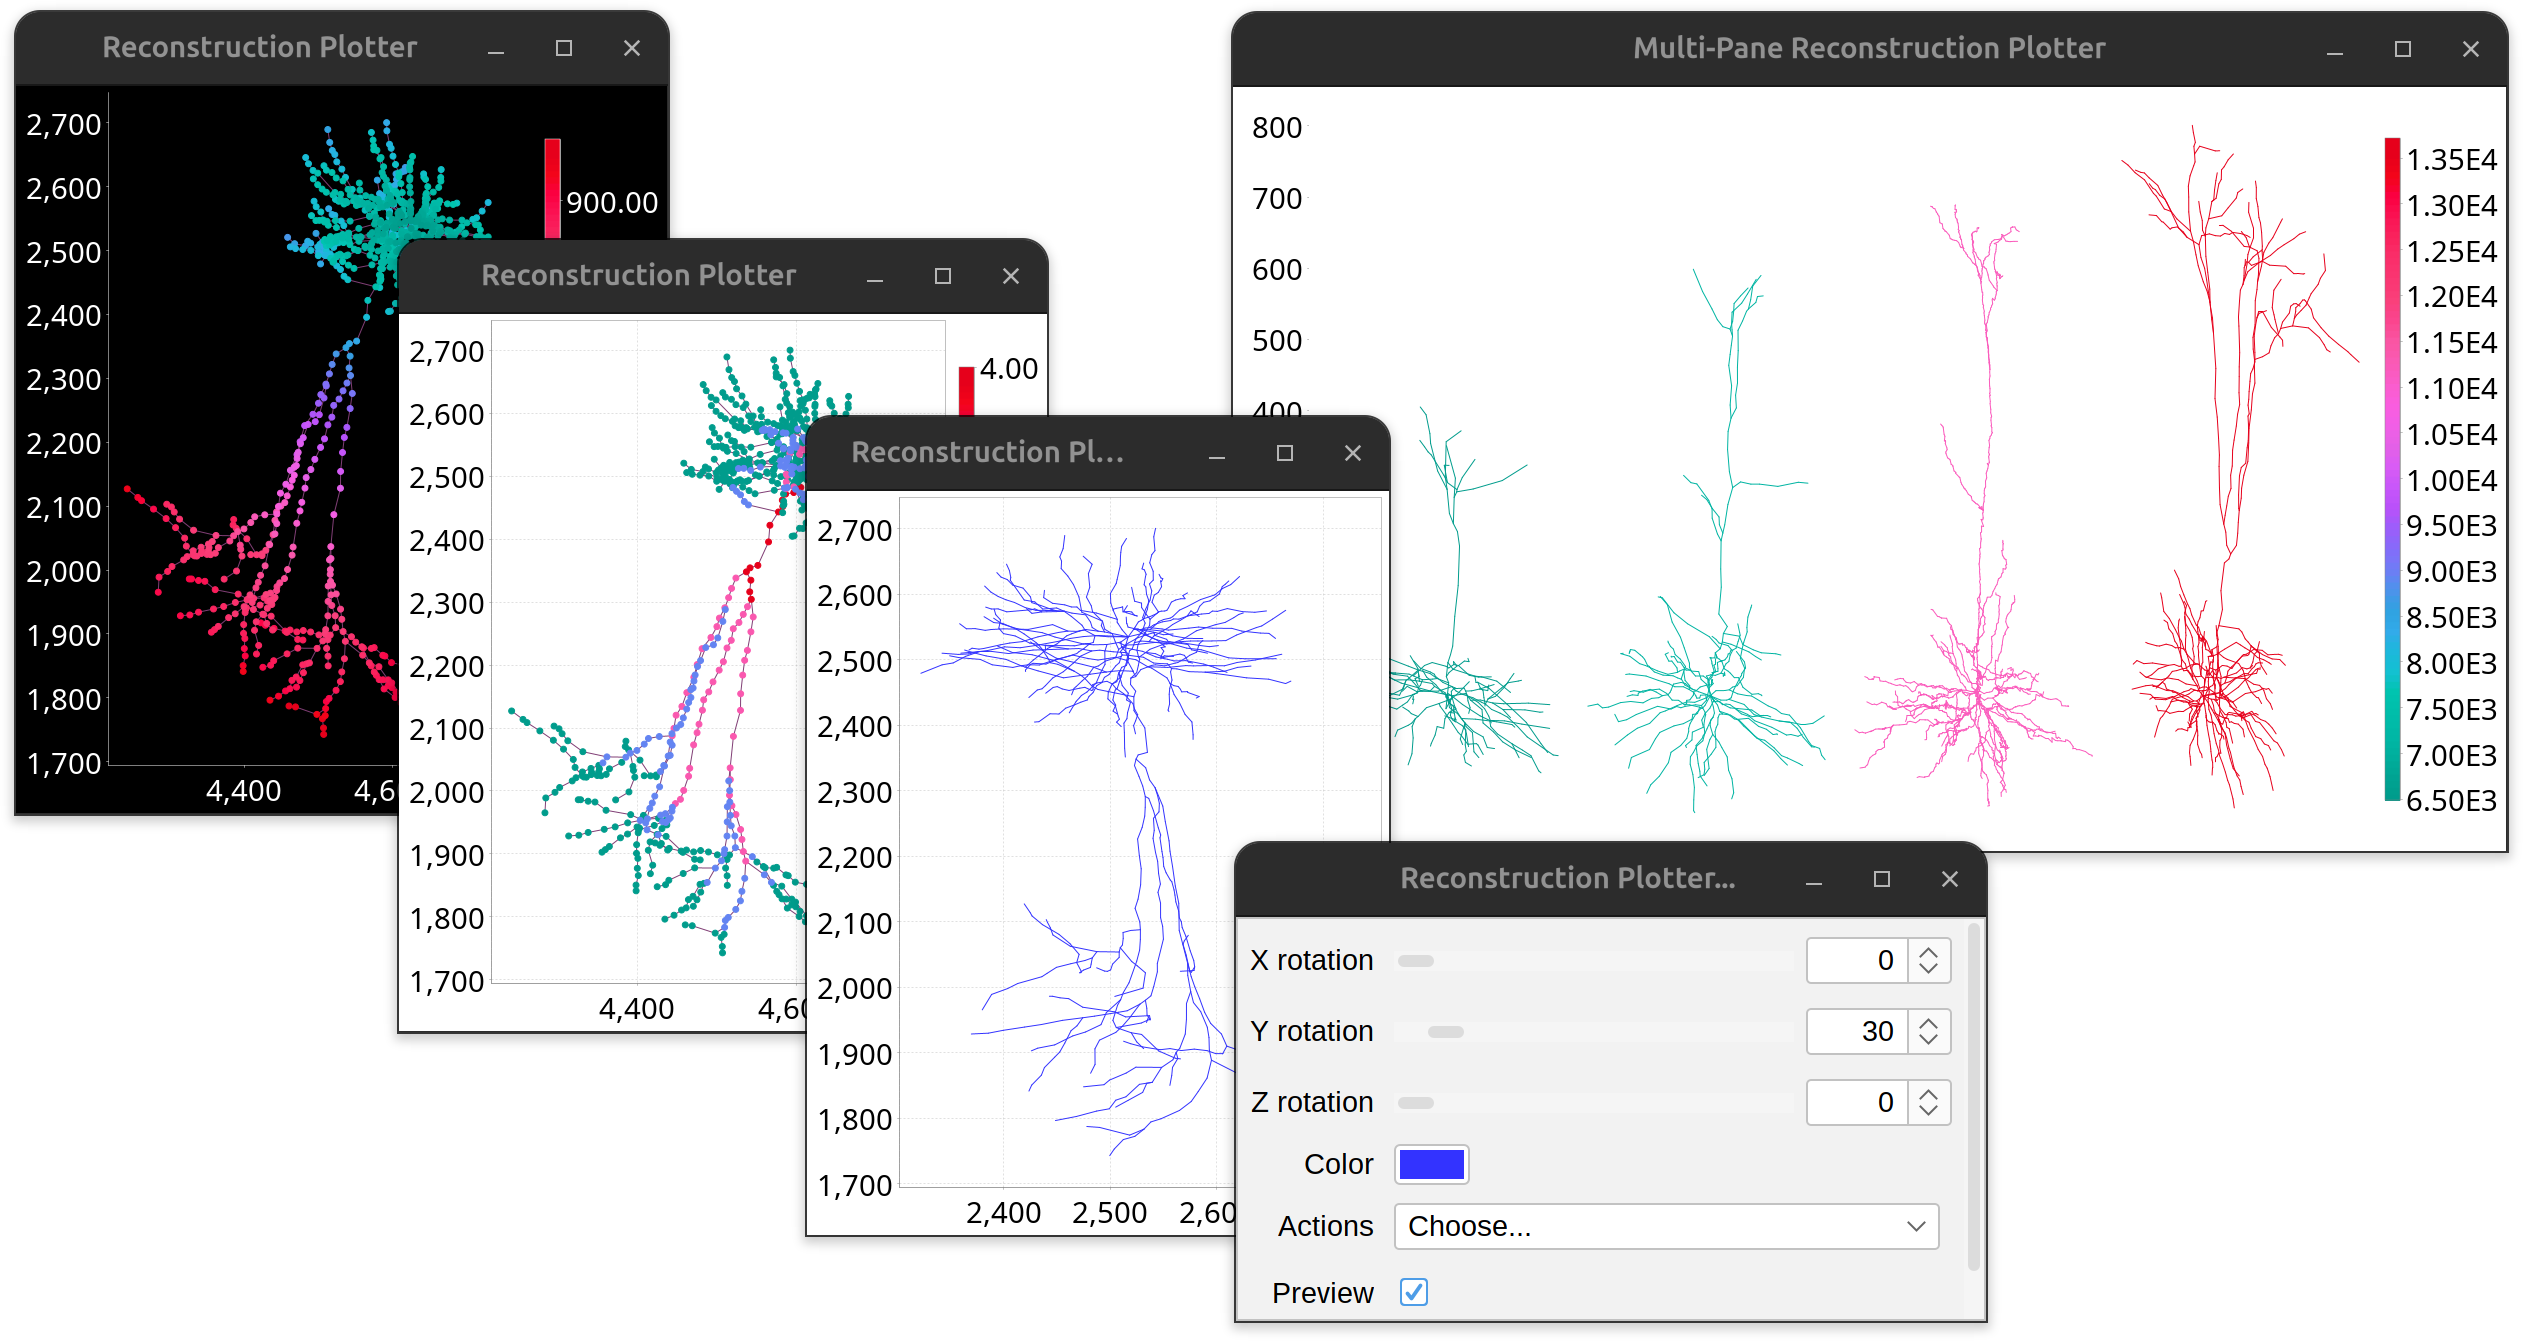 Reconstruction Plotter
2,700
2,600
2,500
2,400
2,300
2,200
2,100
2,000
1,900
1,800
1,700
4,400
900.00
Reconstruction Plotter
2,700
2,600
2,500
2,400
2,300
2,200
2,100
2,000
1,900
1,800
1,700
4,400
4.00
Reconstruction Pl...
2,700
2,600
2,500
2,400
2,300
2,200
2,100
2,000
1,900
1,800
1,700
2,400 2,500
Multi-Pane Reconstruction Plotter
800
700
600
500
400
1.35E4
1.30E4
1.25E4
1.20E4
1.15E4
1.10E4
1.05E4
1.00E4
9.50E3
9.00E3
8.50E3
8.00E3
7.50E3
7.00E3
6.50E3
Reconstruction Plotter...
X rotation 0
Y rotation 30
Z rotation 0
Color
Actions Choose...
Preview